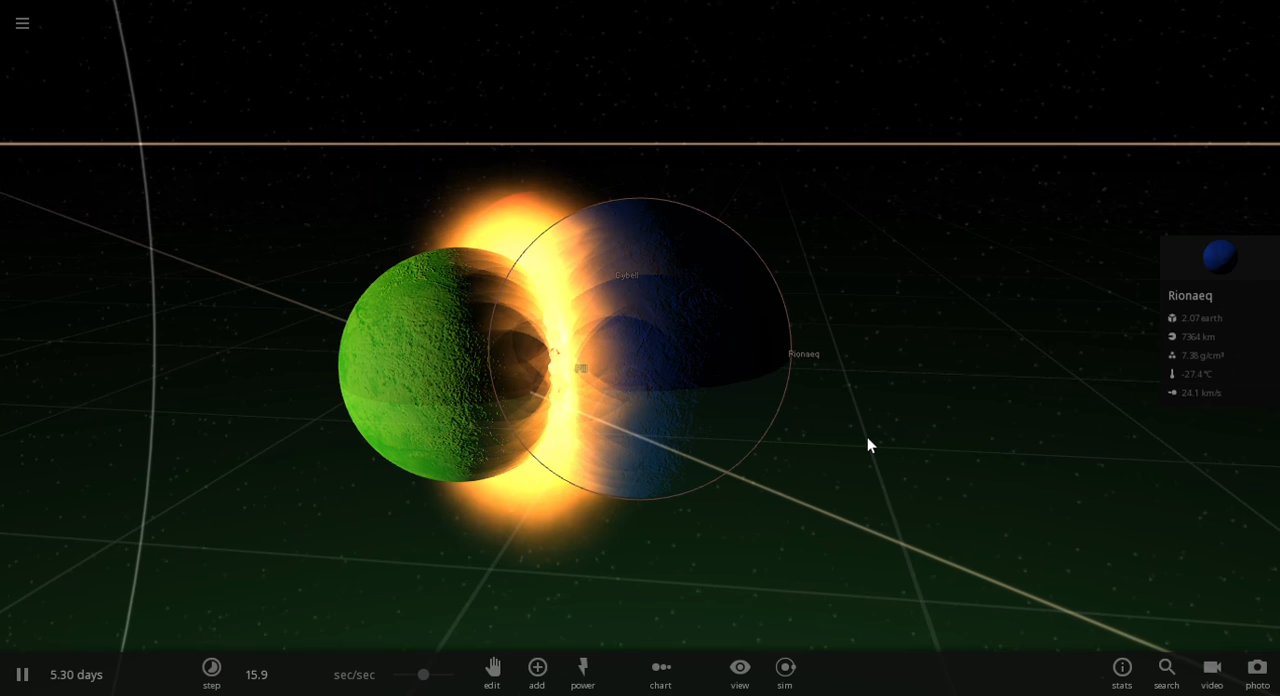 Cybell
Rionaeq
Rionaeq
2.07 earth
7364 km
7.38 g/cm³
-27.4 °C
24.1 km/s
5.30 days
step
15.9
sec/sec
edit
add
power
chart
view
sim
stats
search
video
photo